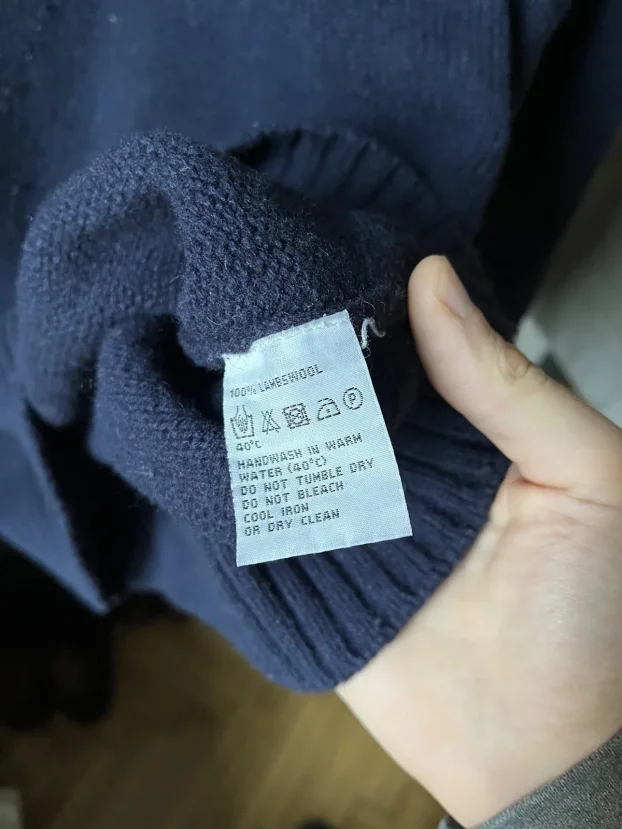 100% LAMBSWOOL
P
40°C
HANDWASH IN WARM
WATER (40°C)
DO NOT TUMBLE DRY
DO NOT BLEACH
COOL IRON
OR DRY CLEAN